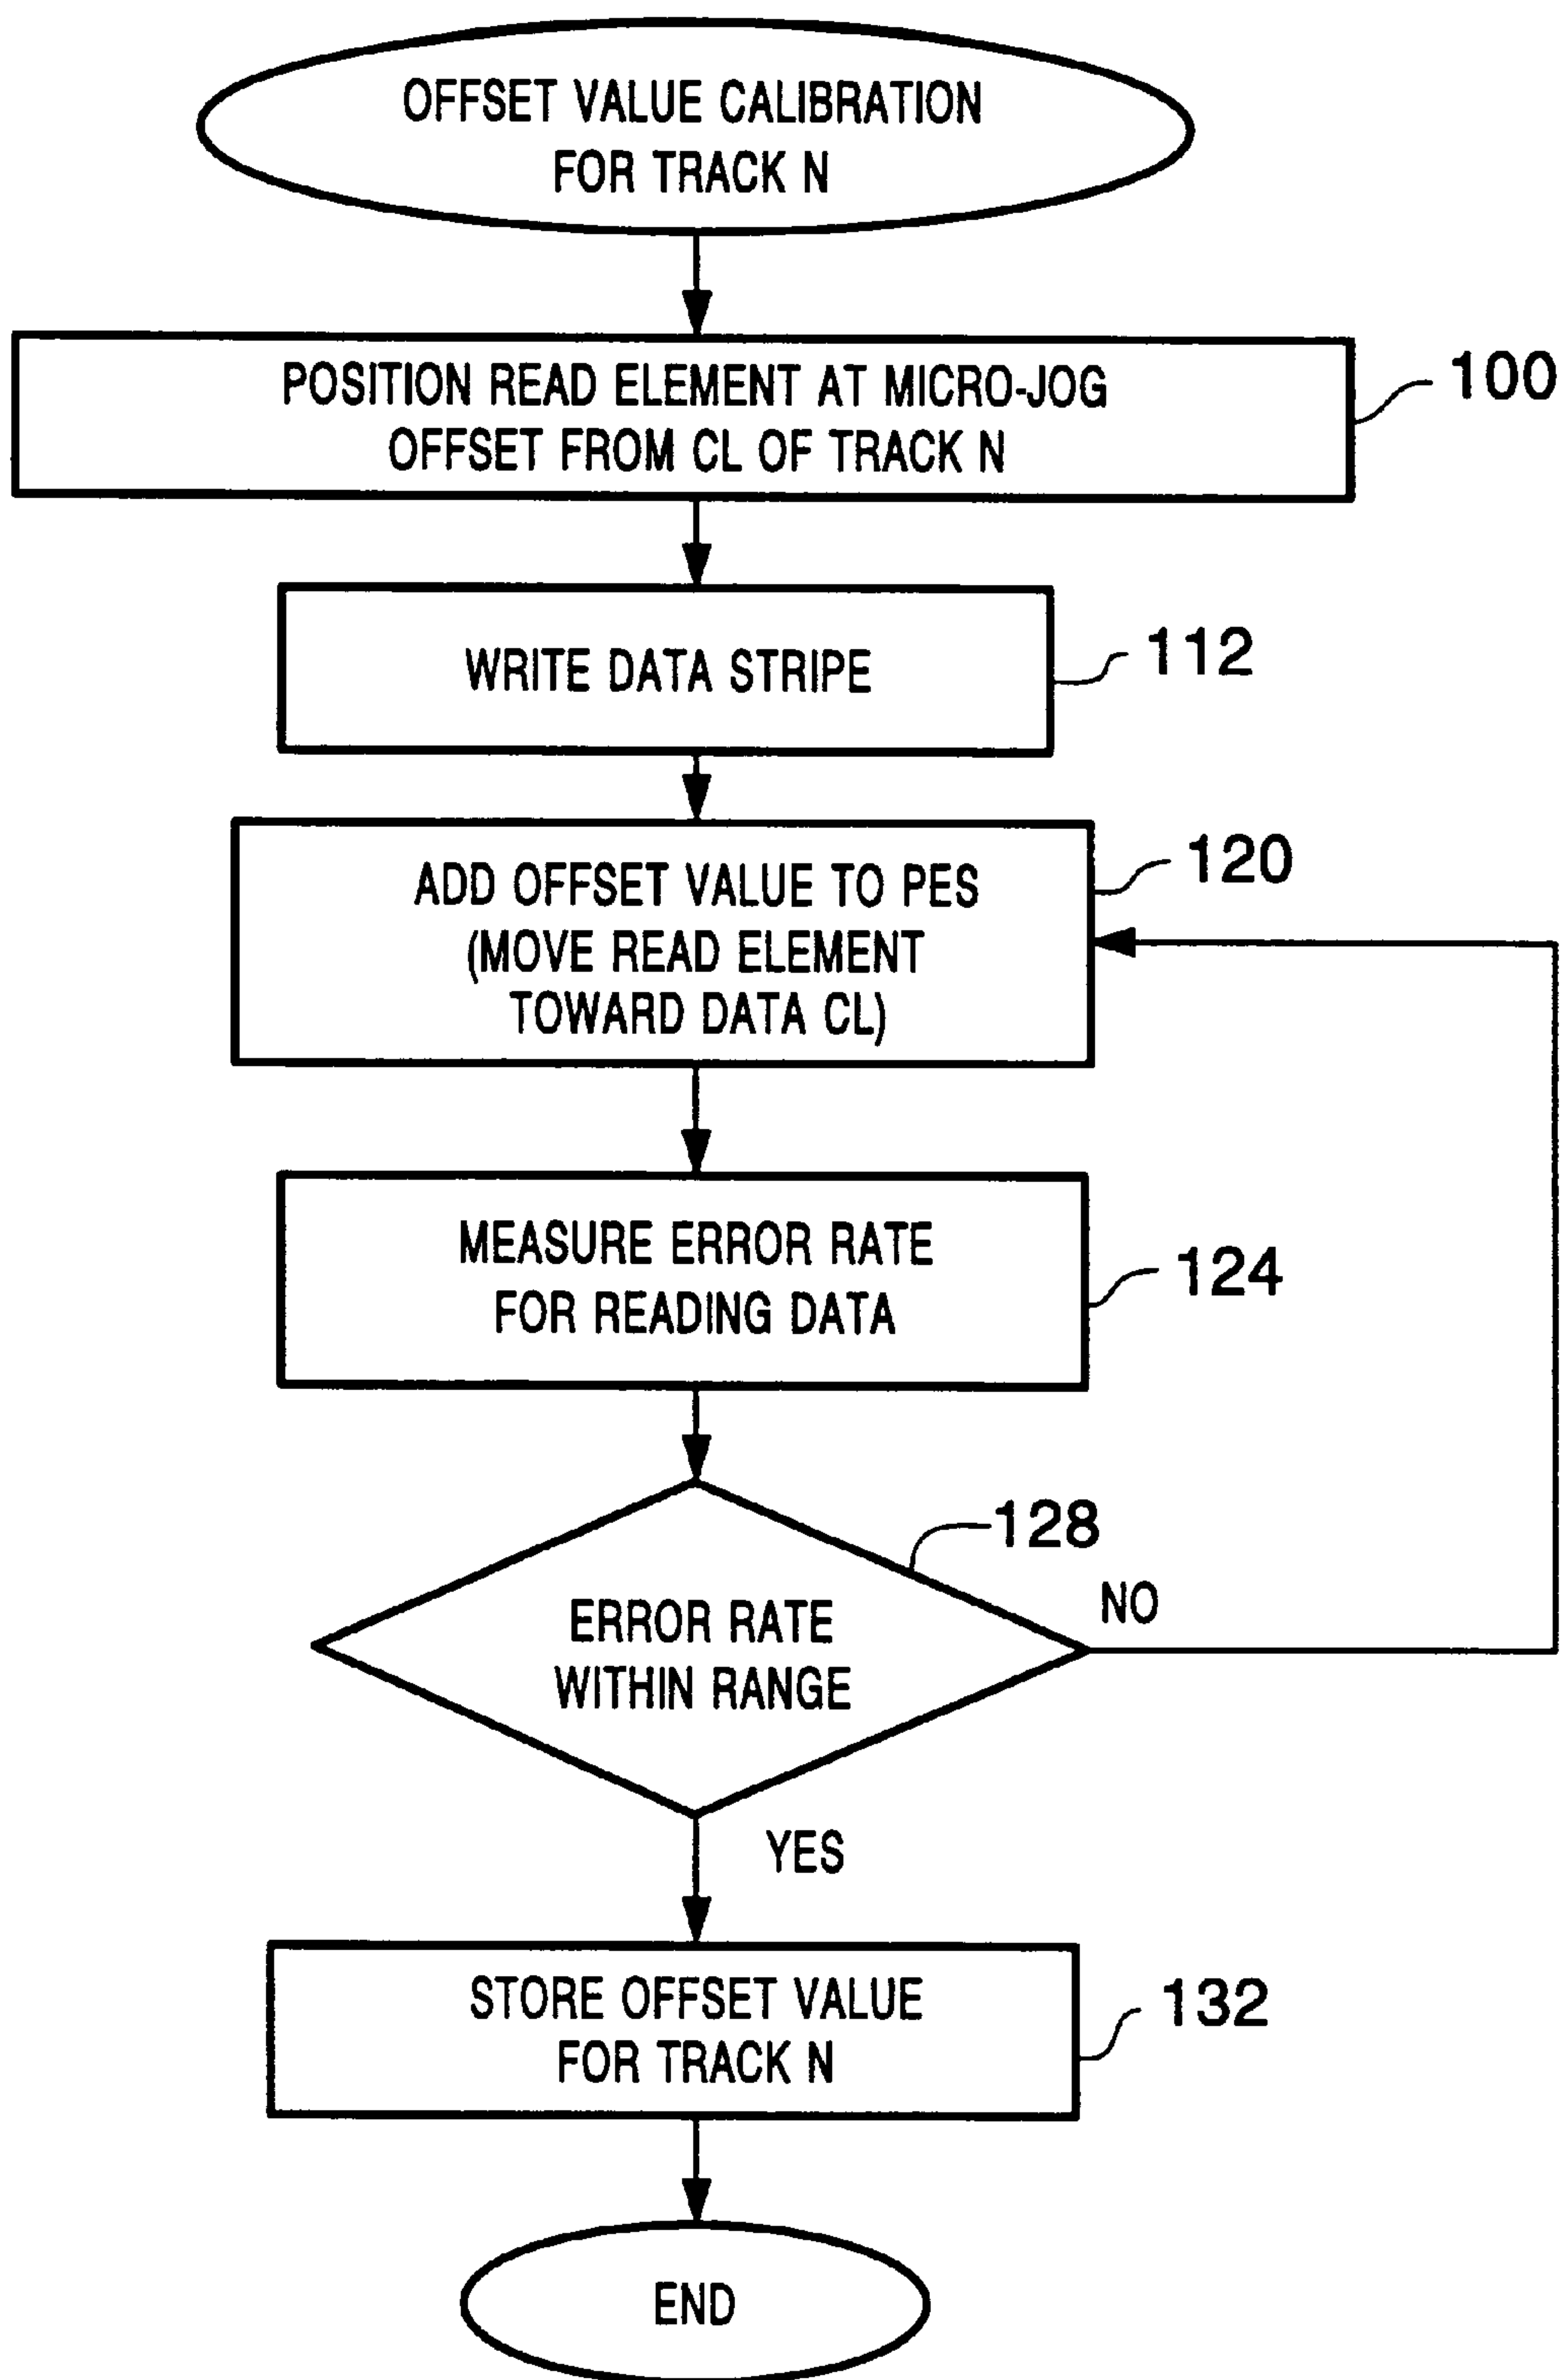 OFFSET VALUE CALIBRATION
FOR TRACK N
POSITION READ ELEMENT AT MICRO-JOG
OFFSET FROM CL OF TRACK N
100
WRITE DATA STRIPE
112
ADD OFFSET VALUE TO PES
(MOVE READ ELEMENT
TOWARD DATA CL)
120
MEASURE ERROR RATE
FOR READING DATA
124
128
ERROR RATE
WITHIN RANGE
NO
YES
STORE OFFSET VALUE
FOR TRACK N
132
END